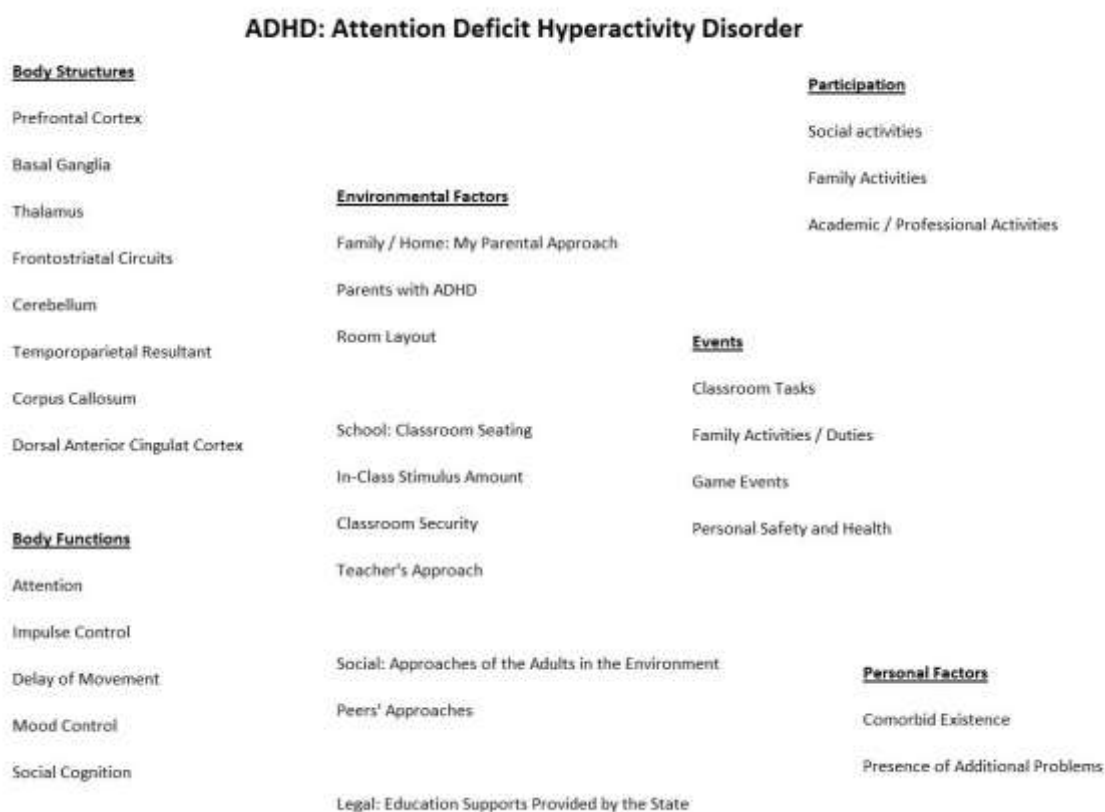 ADHD: Attention Deficit Hyperactivity Disorder
Body Structures
Prefrontal Cortex
Basal Ganglia
Thalamus
Frontostriatal Circuits
Cerebellum
Temporoparietal Resultant
Corpus Callosum
Dorsal Anterior Cingulat Cortex
Body Functions
Attention
Impulse Control
Delay of Movement
Mood Control
Social Cognition
Environmental Factors
Family / Home: My Parental Approach
Parents with ADHD
Room Layout
School: Classroom Seating
In-Class Stimulus Amount
Classroom Security
Teacher's Approach
Social: Approaches of the Adults in the Environment
Peers' Approaches
Legal: Education Supports Provided by the State
Participation
Social activities
Family Activities
Academic / Professional Activities
Events
Classroom Tasks
Family Activities / Duties
Game Events
Personal Safety and Health
Personal Factors
Comorbid Existence
Presence of Additional Problems